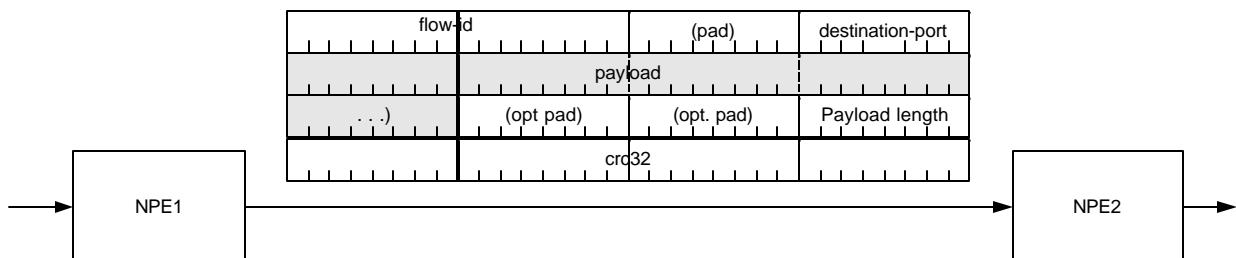 flow-id (pad) destination-port
payload
. . .) (opt pad) (opt. pad) Payload length
crc32
NPE1 NPE2